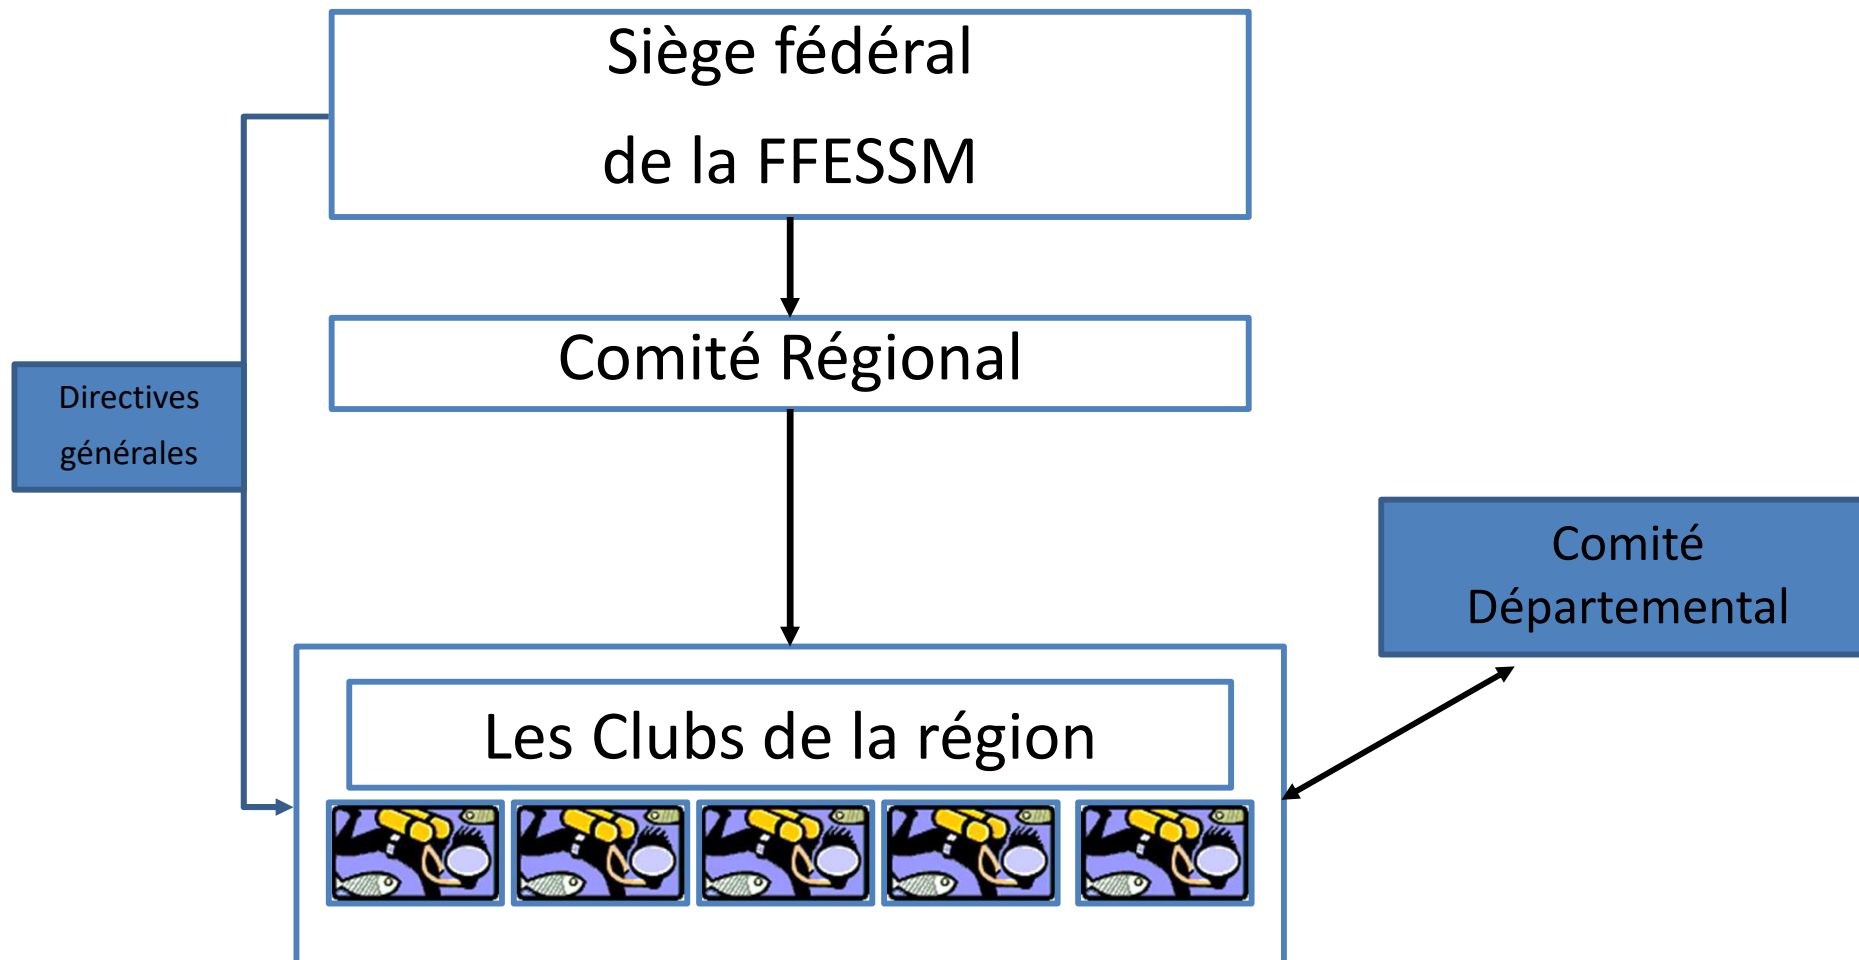 Siège fédéral
de la FFESSM
Comité Régional
Directives
générales
Comité
Départemental
Les Clubs de la région